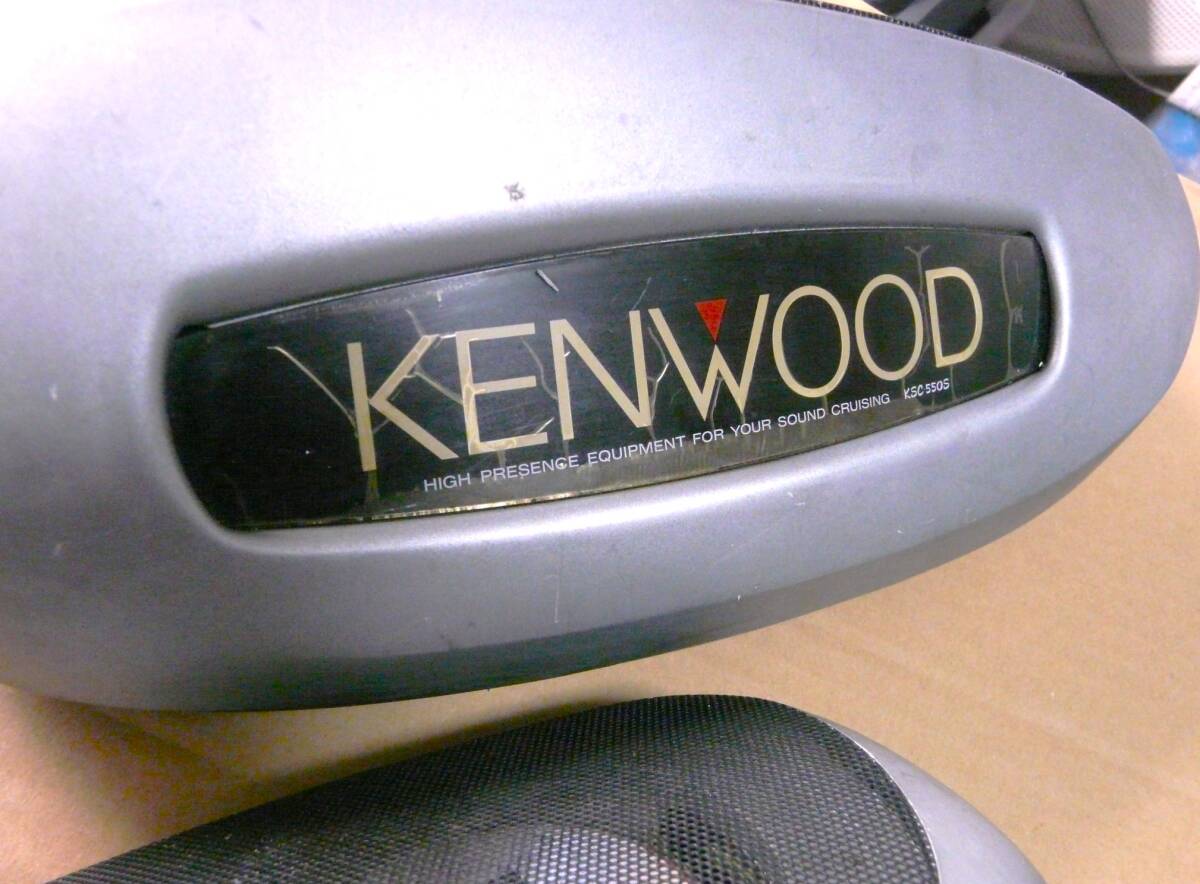 KENWOOD
HIGH PRESENCE EQUIPMENT FOR YOUR SOUND CRUISING KSC-550S